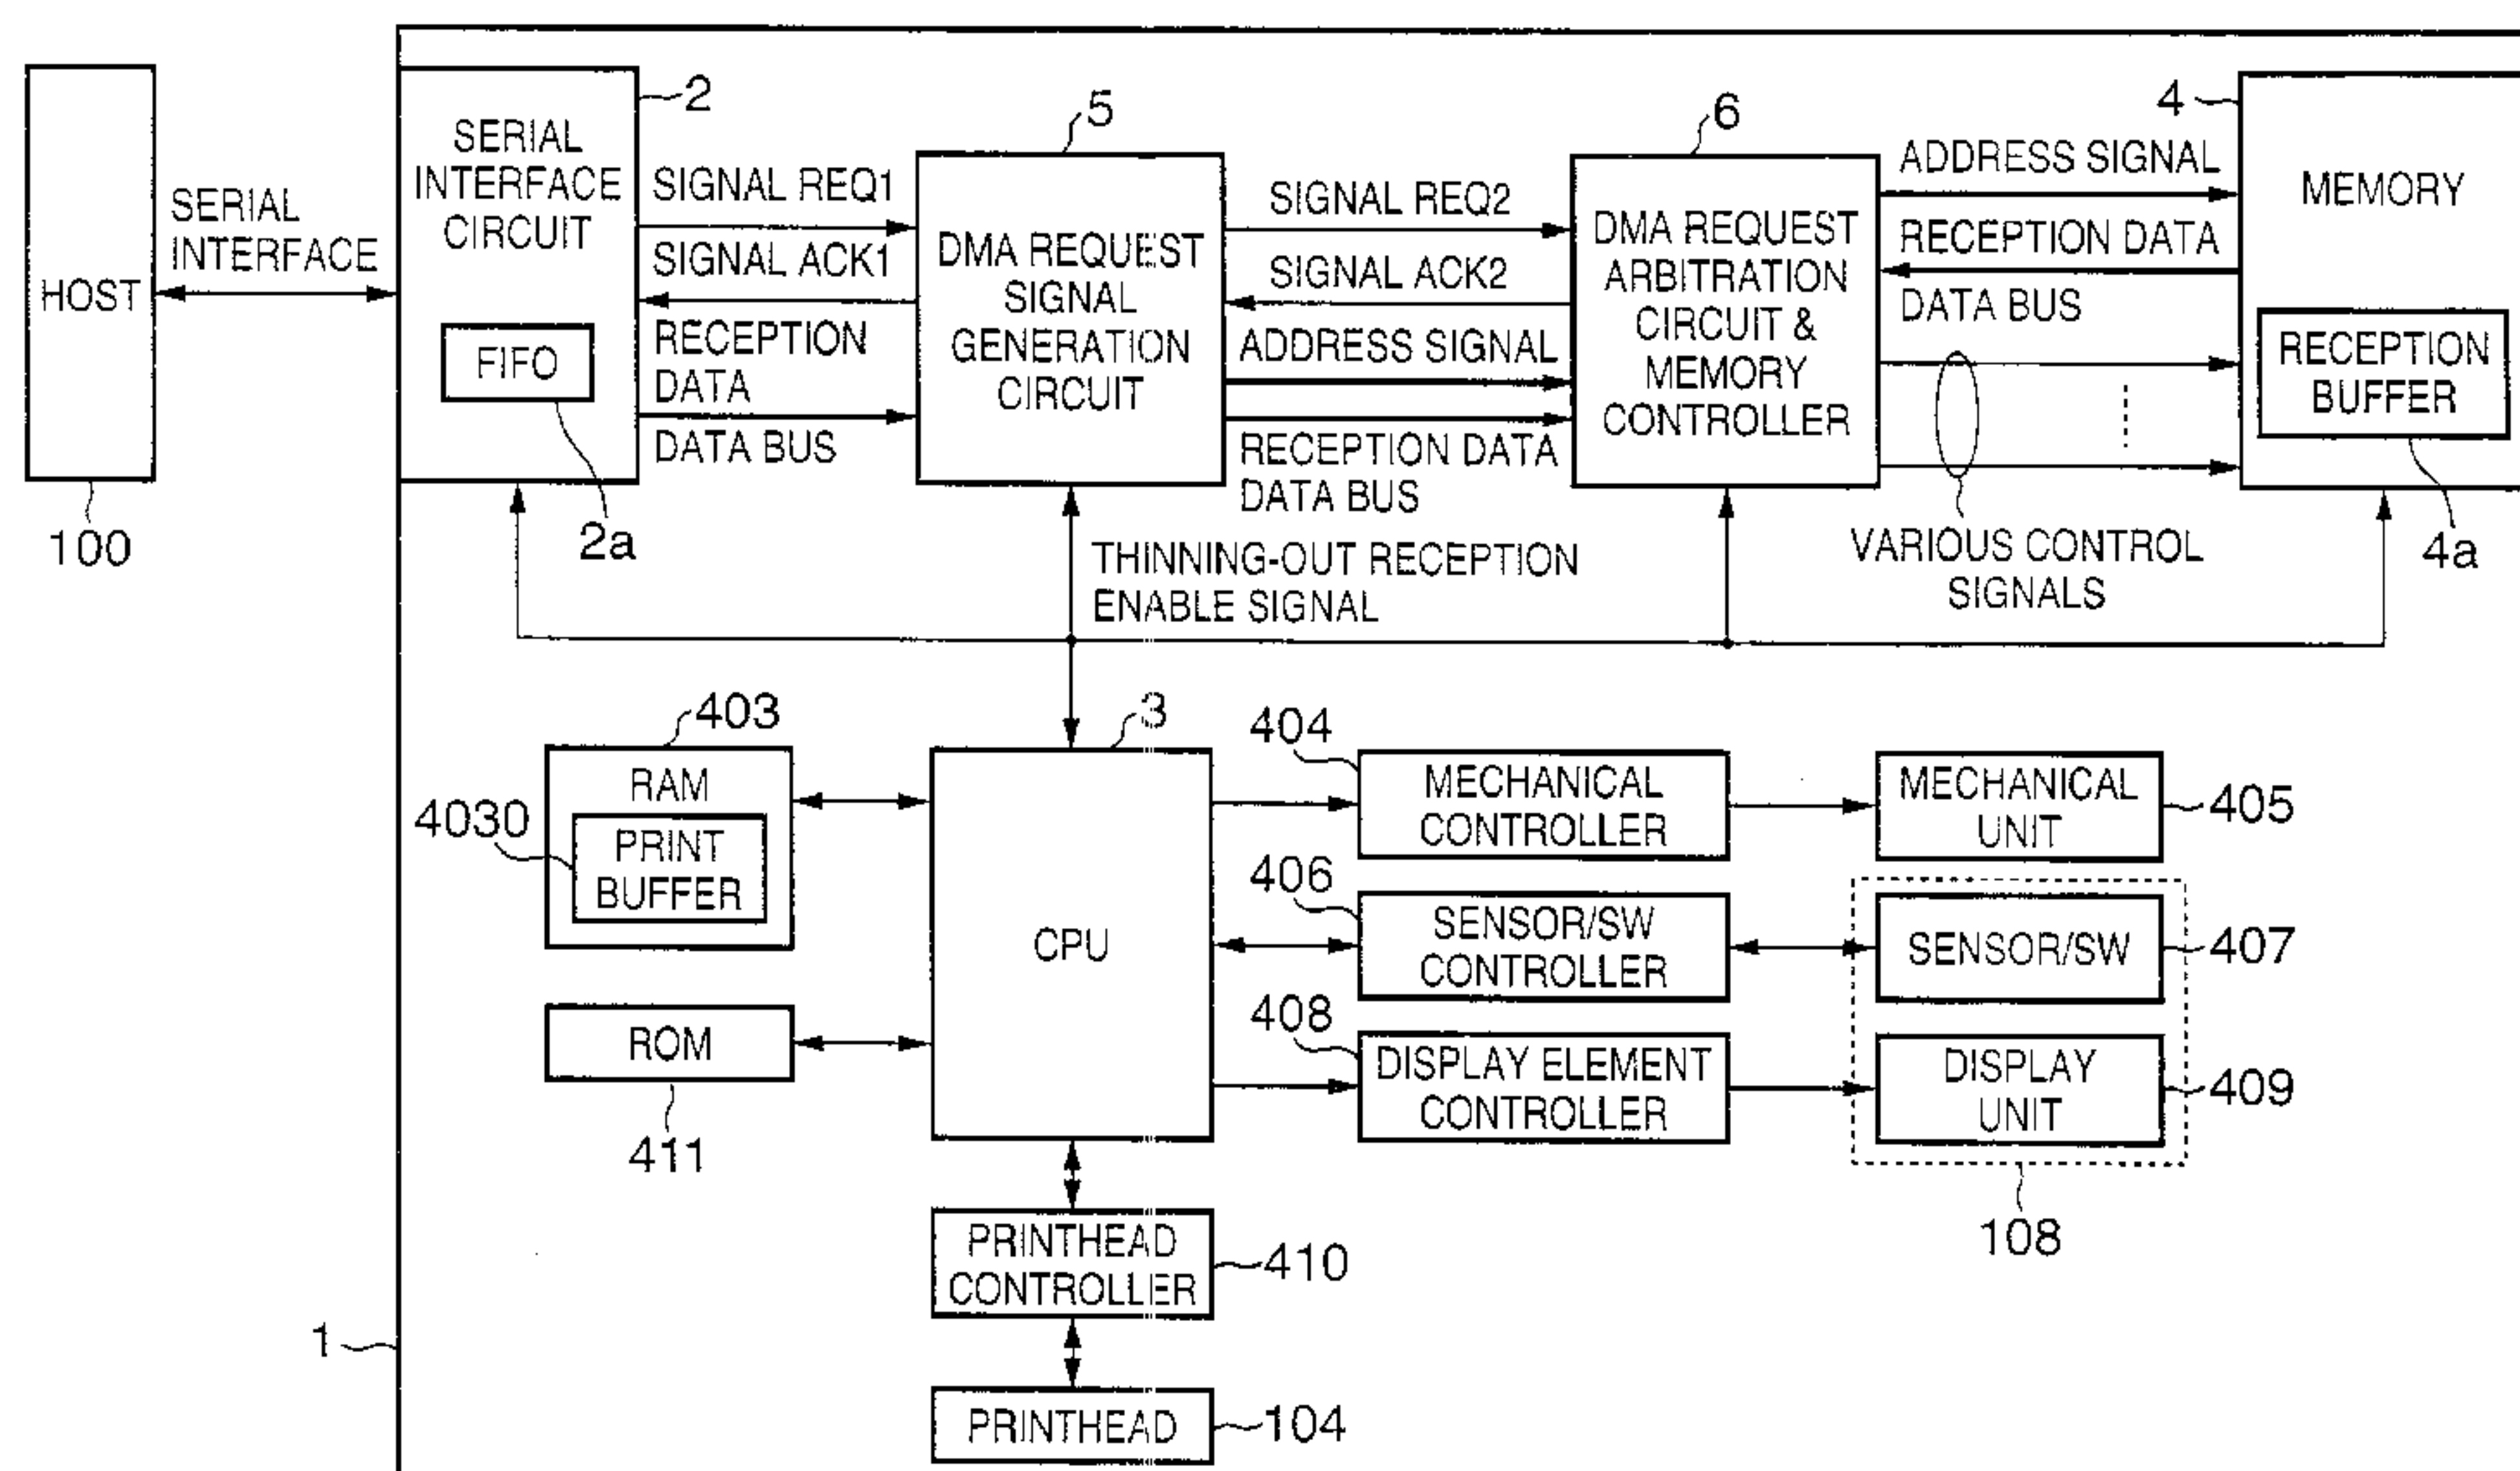 HOST
100
SERIAL
INTERFACE
2
SERIAL
INTERFACE
CIRCUIT
FIFO
2a
SIGNAL REQ1
SIGNAL ACK1
RECEPTION
DATA
DATA BUS
5
DMA REQUEST
SIGNAL
GENERATION
CIRCUIT
SIGNAL REQ2
SIGNAL ACK2
ADDRESS SIGNAL
RECEPTION DATA
DATA BUS
6
DMA REQUEST
ARBITRATION
CIRCUIT &
MEMORY
CONTROLLER
ADDRESS SIGNAL
RECEPTION DATA
DATA BUS
VARIOUS CONTROL
SIGNALS
4
MEMORY
RECEPTION
BUFFER
4a
THINNING-OUT RECEPTION
ENABLE SIGNAL
403
RAM
4030
PRINT
BUFFER
ROM
411
3
CPU
404
MECHANICAL
CONTROLLER
MECHANICAL
UNIT
405
406
SENSOR/SW
CONTROLLER
SENSOR/SW
407
408
DISPLAY ELEMENT
CONTROLLER
DISPLAY
UNIT
409
108
PRINTHEAD
CONTROLLER
410
1
PRINTHEAD
104